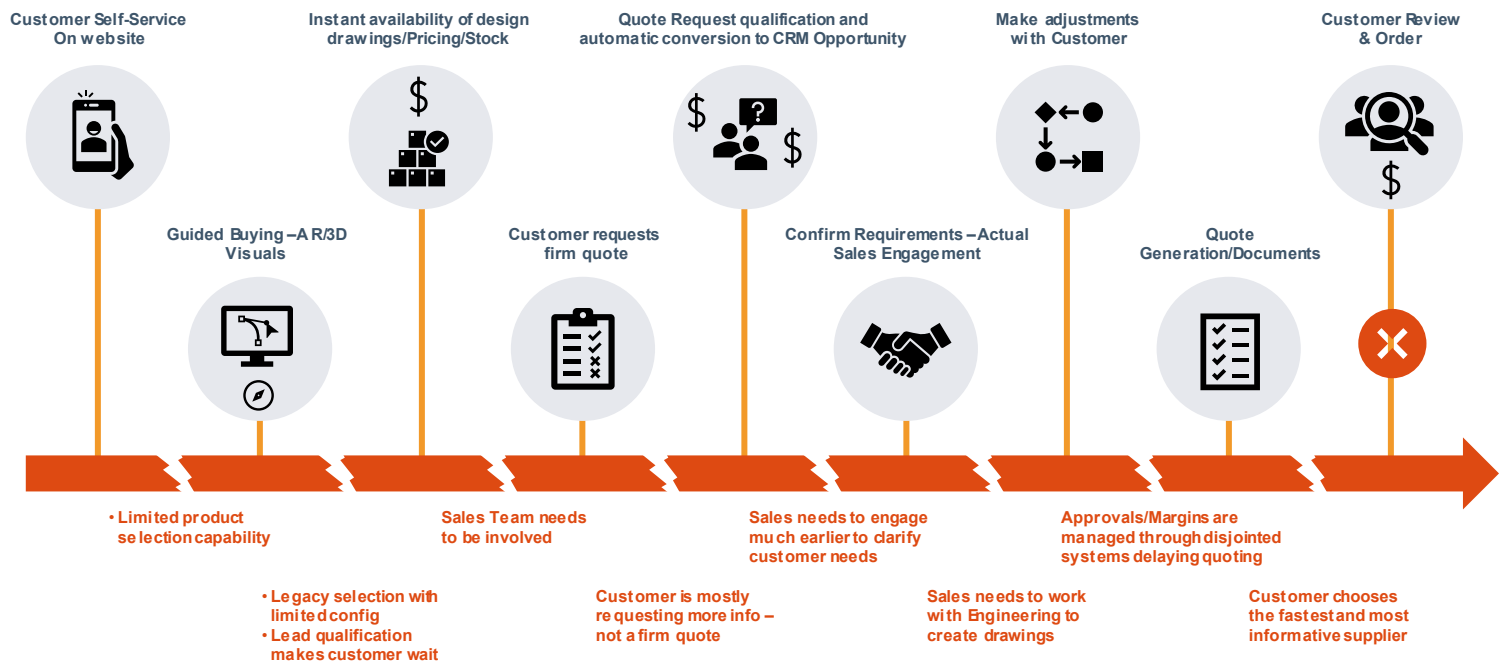 Customer Self-Service
On website
Instant availability of design
drawings/Pricing/Stock
Quote Request qualification and
automatic conversion to CRM Opportunity
Make adjustments
with Customer
Customer Review
& Order
$
$
?
$
$
Guided Buying – AR/3D
Visuals
Customer requests
firm quote
Confirm Requirements – Actual
Sales Engagement
Quote
Generation/Documents
• Limited product
selection capability
Sales Team needs
to be involved
Sales needs to engage
much earlier to clarify
customer needs
Approvals/Margins are
managed through disjointed
systems delaying quoting
• Legacy selection with
limited config
• Lead qualification
makes customer wait
Customer is mostly
requesting more info –
not a firm quote
Sales needs to work
with Engineering to
create drawings
Customer chooses
the fastest and most
informative supplier